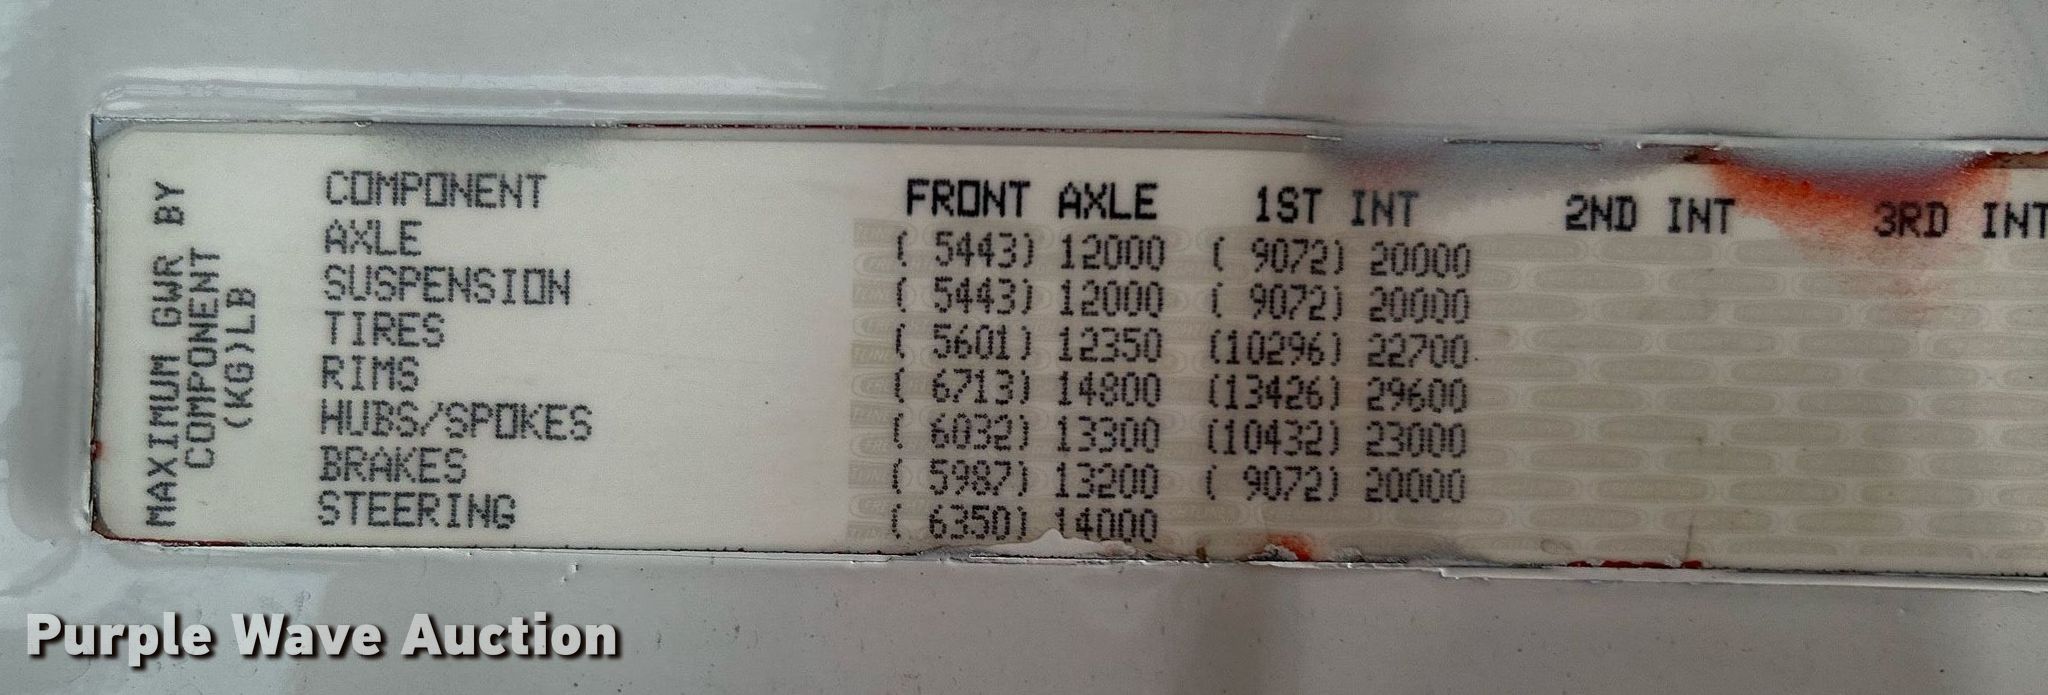 MAXIMUM GWR BY
COMPONENT
(KG)LB
COMPONENT FRONT AXLE 1ST INT 2ND INT 3RD INT
AXLE ( 5443) 12000 ( 9072) 20000
SUSPENSION ( 5443) 12000 ( 9072) 20000
TIRES ( 5601) 12350 (10296) 22700
RIMS ( 6713) 14800 (13426) 29600
HUBS/SPOKES ( 6032) 13300 (10432) 23000
BRAKES ( 5987) 13200 ( 9072) 20000
STEERING ( 6350) 14000
Purple Wave Auction